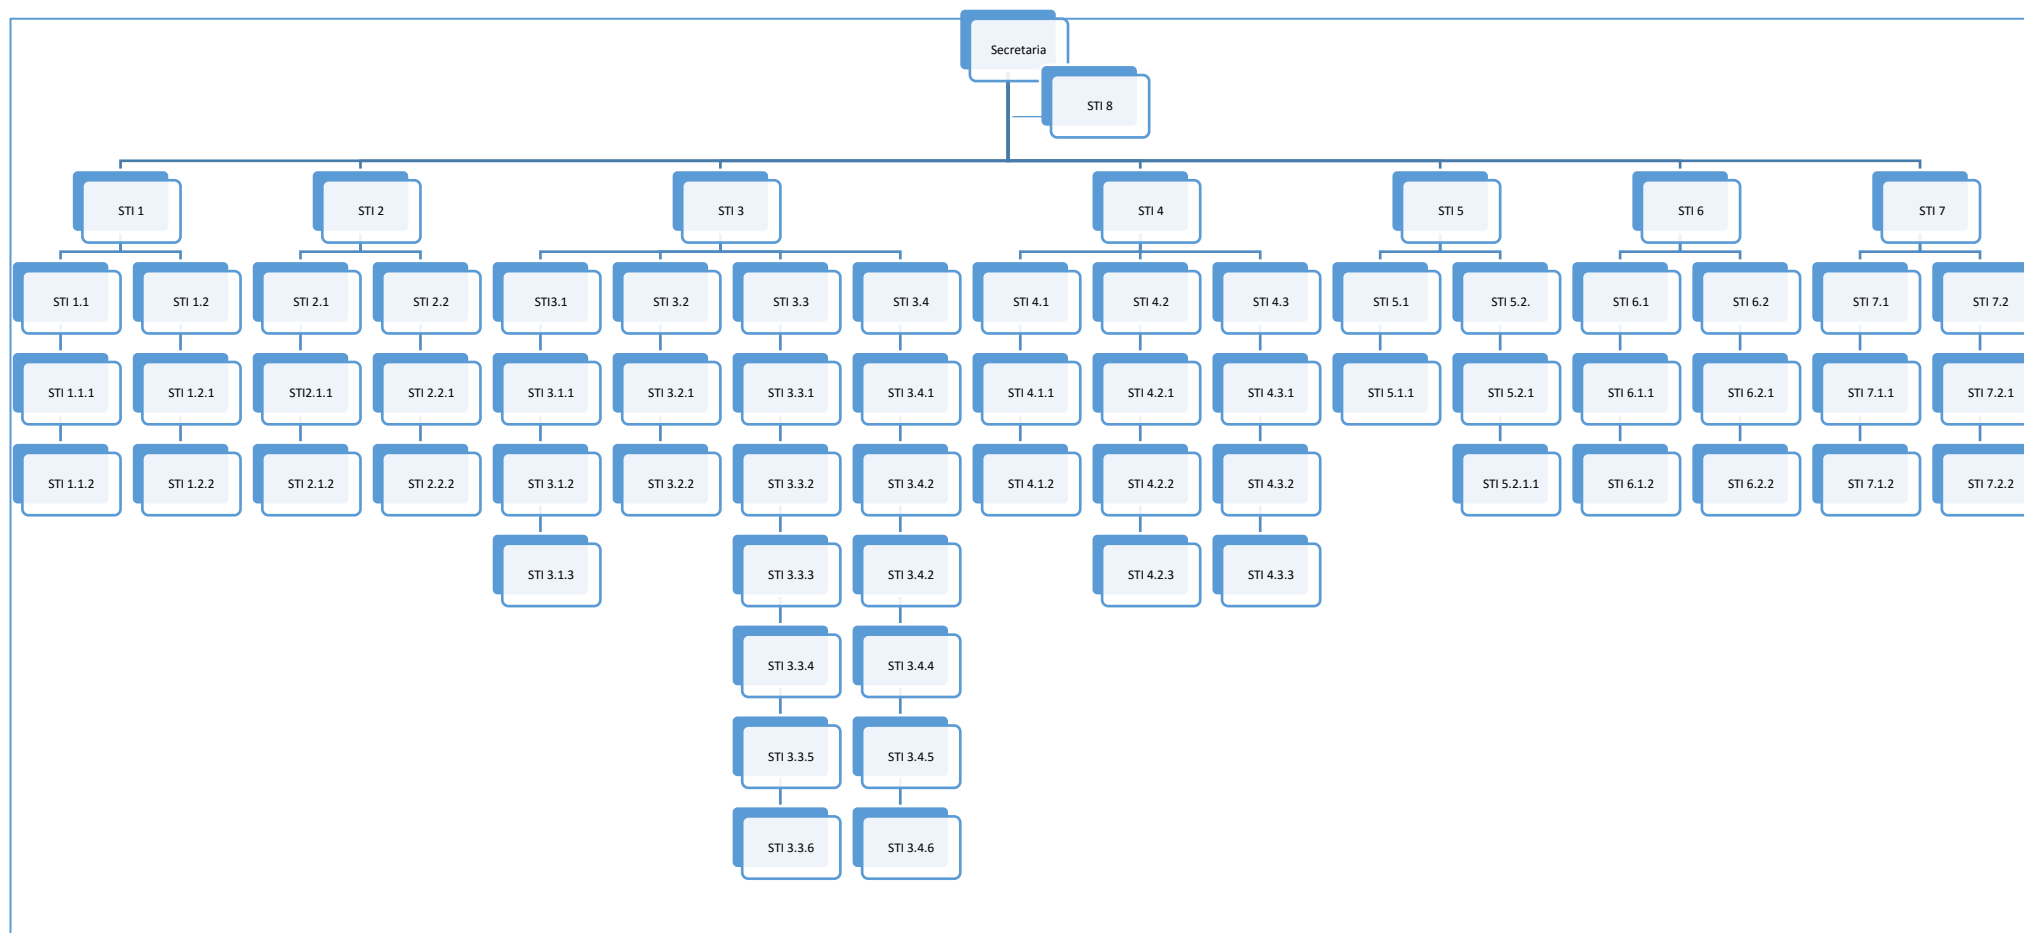 Secretaria
STI 8
STI 1
STI 2
STI 3
STI 4
STI 5
STI 6
STI 7
STI 1.1
STI 1.2
STI 2.1
STI 2.2
STI3.1
STI 3.2
STI 3.3
STI 3.4
STI 4.1
STI 4.2
STI 4.3
STI 5.1
STI 5.2.
STI 6.1
STI 6.2
STI 7.1
STI 7.2
STI 1.1.1
STI 1.2.1
STI2.1.1
STI 2.2.1
STI 3.1.1
STI 3.2.1
STI 3.3.1
STI 3.4.1
STI 4.1.1
STI 4.2.1
STI 4.3.1
STI 5.1.1
STI 5.2.1
STI 6.1.1
STI 6.2.1
STI 7.1.1
STI 7.2.1
STI 1.1.2
STI 1.2.2
STI 2.1.2
STI 2.2.2
STI 3.1.2
STI 3.2.2
STI 3.3.2
STI 3.4.2
STI 4.1.2
STI 4.2.2
STI 4.3.2
STI 5.2.1.1
STI 6.1.2
STI 6.2.2
STI 7.1.2
STI 7.2.2
STI 3.1.3
STI 3.3.3
STI 3.4.2
STI 4.2.3
STI 4.3.3
STI 3.3.4
STI 3.4.4
STI 3.3.5
STI 3.4.5
STI 3.3.6
STI 3.4.6